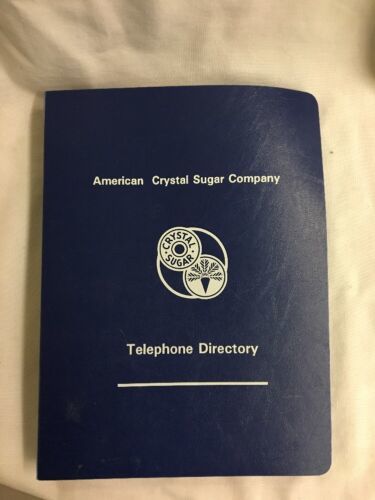 American Crystal Sugar Company
CRYSTAL
SUGAR
Telephone Directory